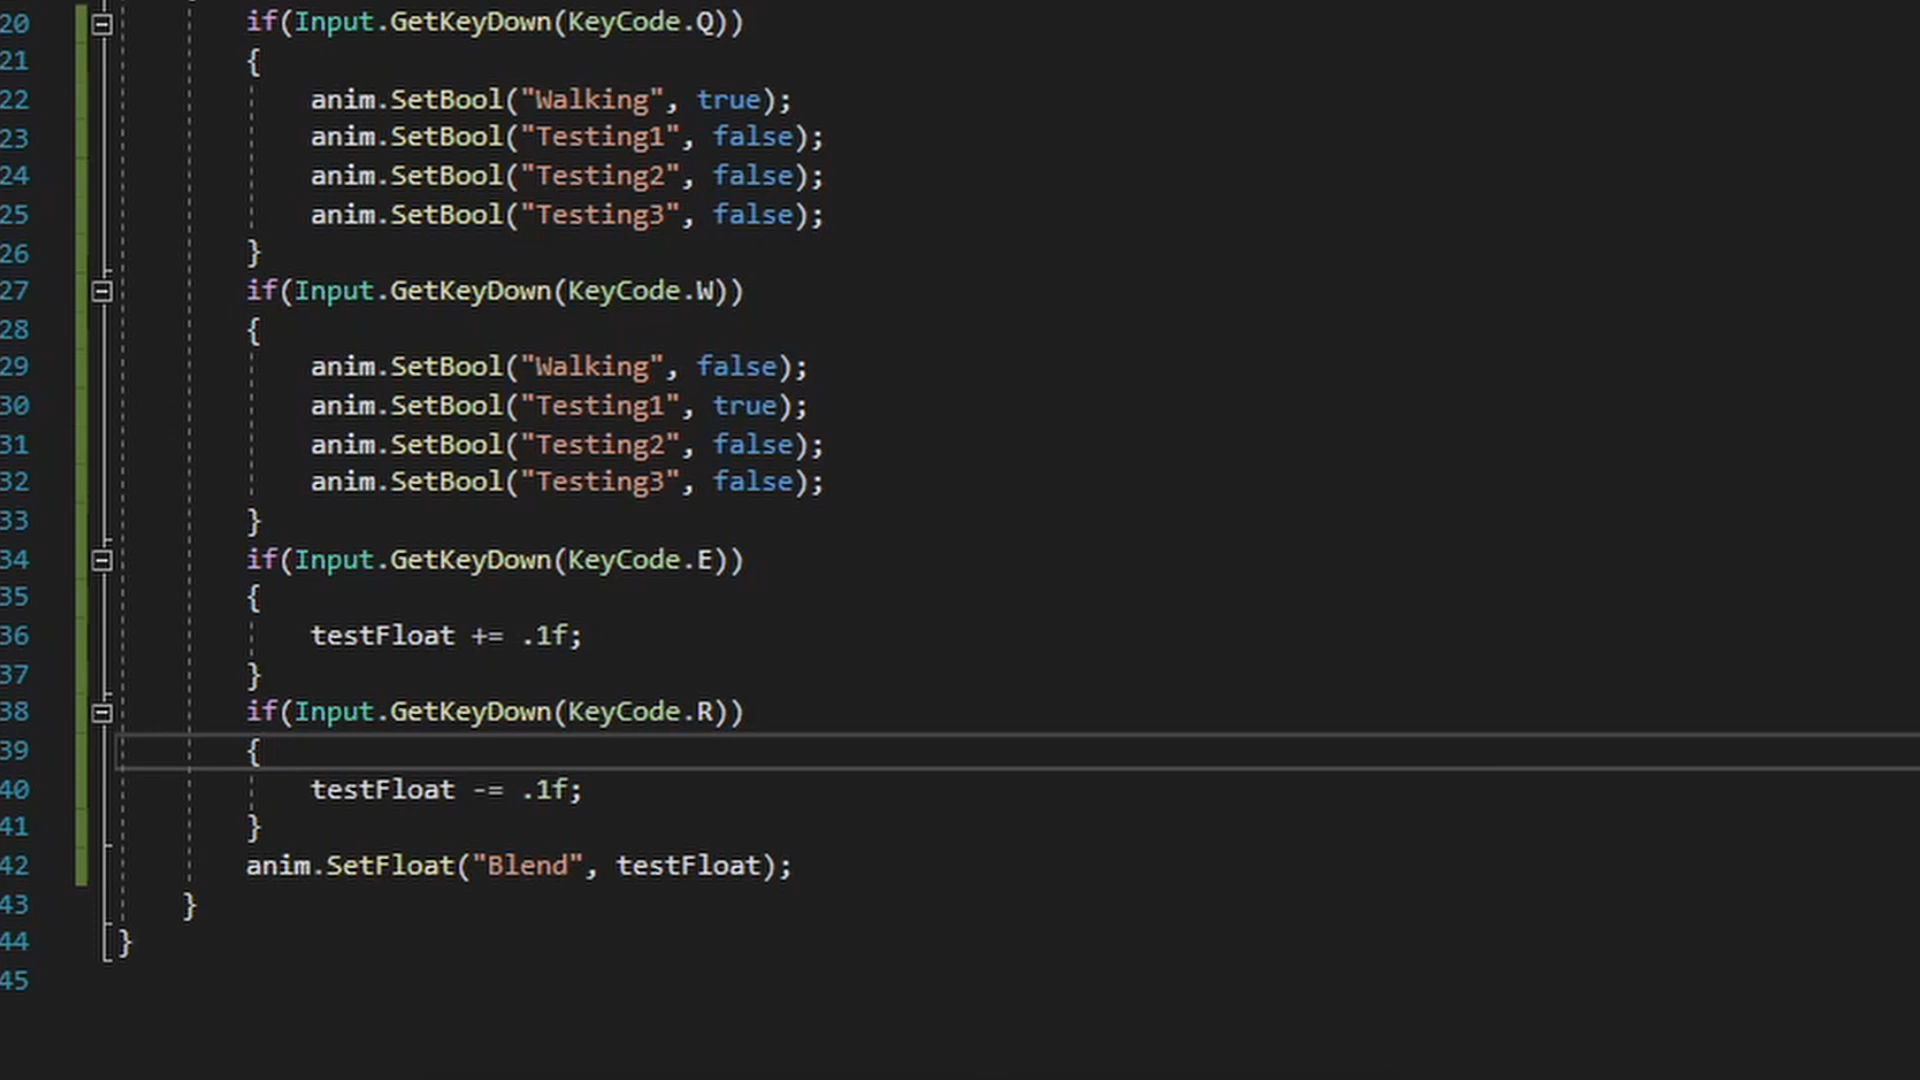 20 if(Input.GetKeyDown(KeyCode.Q))
21 {
22 anim.SetBool("Walking", true);
23 anim.SetBool("Testing1", false);
24 anim.SetBool("Testing2", false);
25 anim.SetBool("Testing3", false);
26 }
27 if(Input.GetKeyDown(KeyCode.W))
28 {
29 anim.SetBool("Walking", false);
30 anim.SetBool("Testing1", true);
31 anim.SetBool("Testing2", false);
32 anim.SetBool("Testing3", false);
33 }
34 if(Input.GetKeyDown(KeyCode.E))
35 {
36 testFloat += .1f;
37 }
38 if(Input.GetKeyDown(KeyCode.R))
39 {
40 testFloat -= .1f;
41 }
42 anim.SetFloat("Blend", testFloat);
43 }
44 }
45